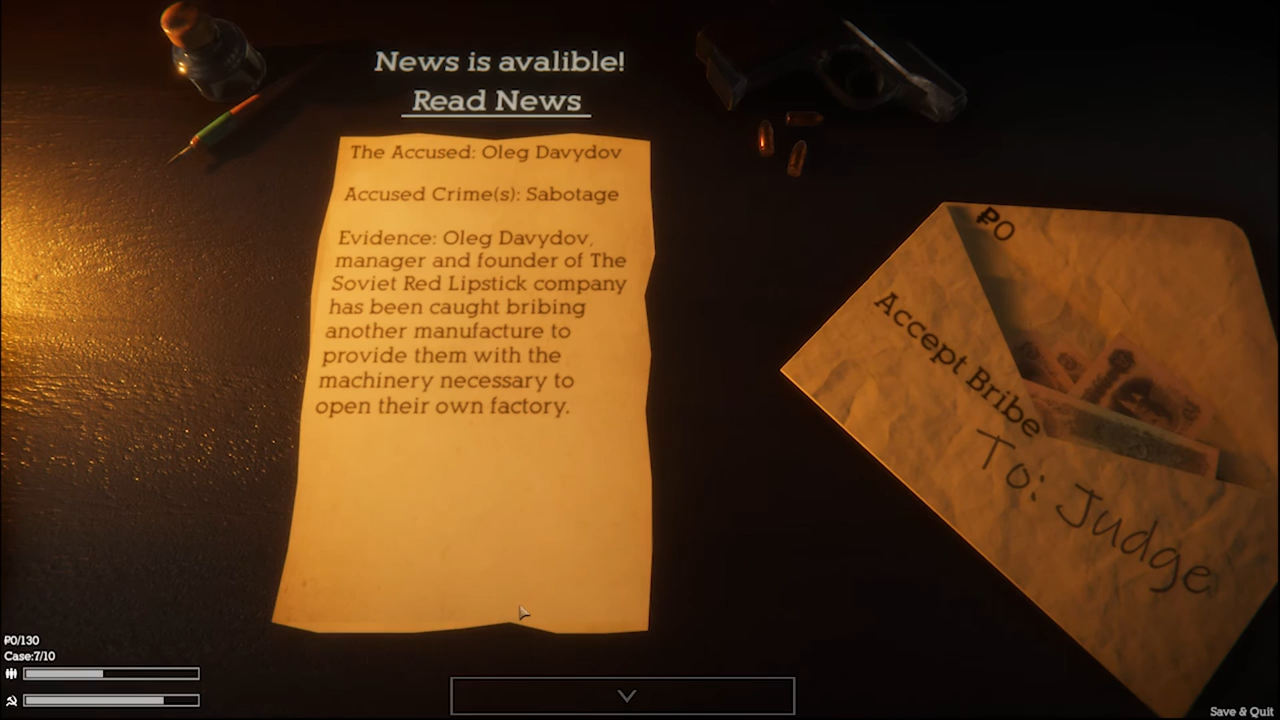 News is avalible!
Read News
The Accused: Oleg Davydov
Accused Crime(s): Sabotage
Evidence: Oleg Davydov,
manager and founder of The
Soviet Red Lipstick company
has been caught bribing
another manufacture to
provide them with the
machinery necessary to
open their own factory.
₽0
Accept Bribe
To: Judge
₽0/130
Case:7/10
Save & Quit